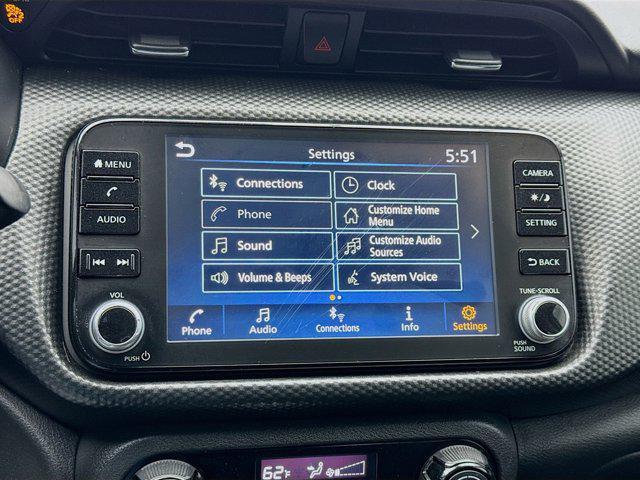 OFF
MENU
AUDIO
VOL
PUSH
Settings
5:51
Connections
Clock
Phone
Customize Home
Menu
Sound
Customize Audio
Sources
Volume & Beeps
System Voice
Phone
Audio
Connections
Info
Settings
CAMERA
SETTING
BACK
TUNE·SCROLL
PUSH
SOUND
62°F